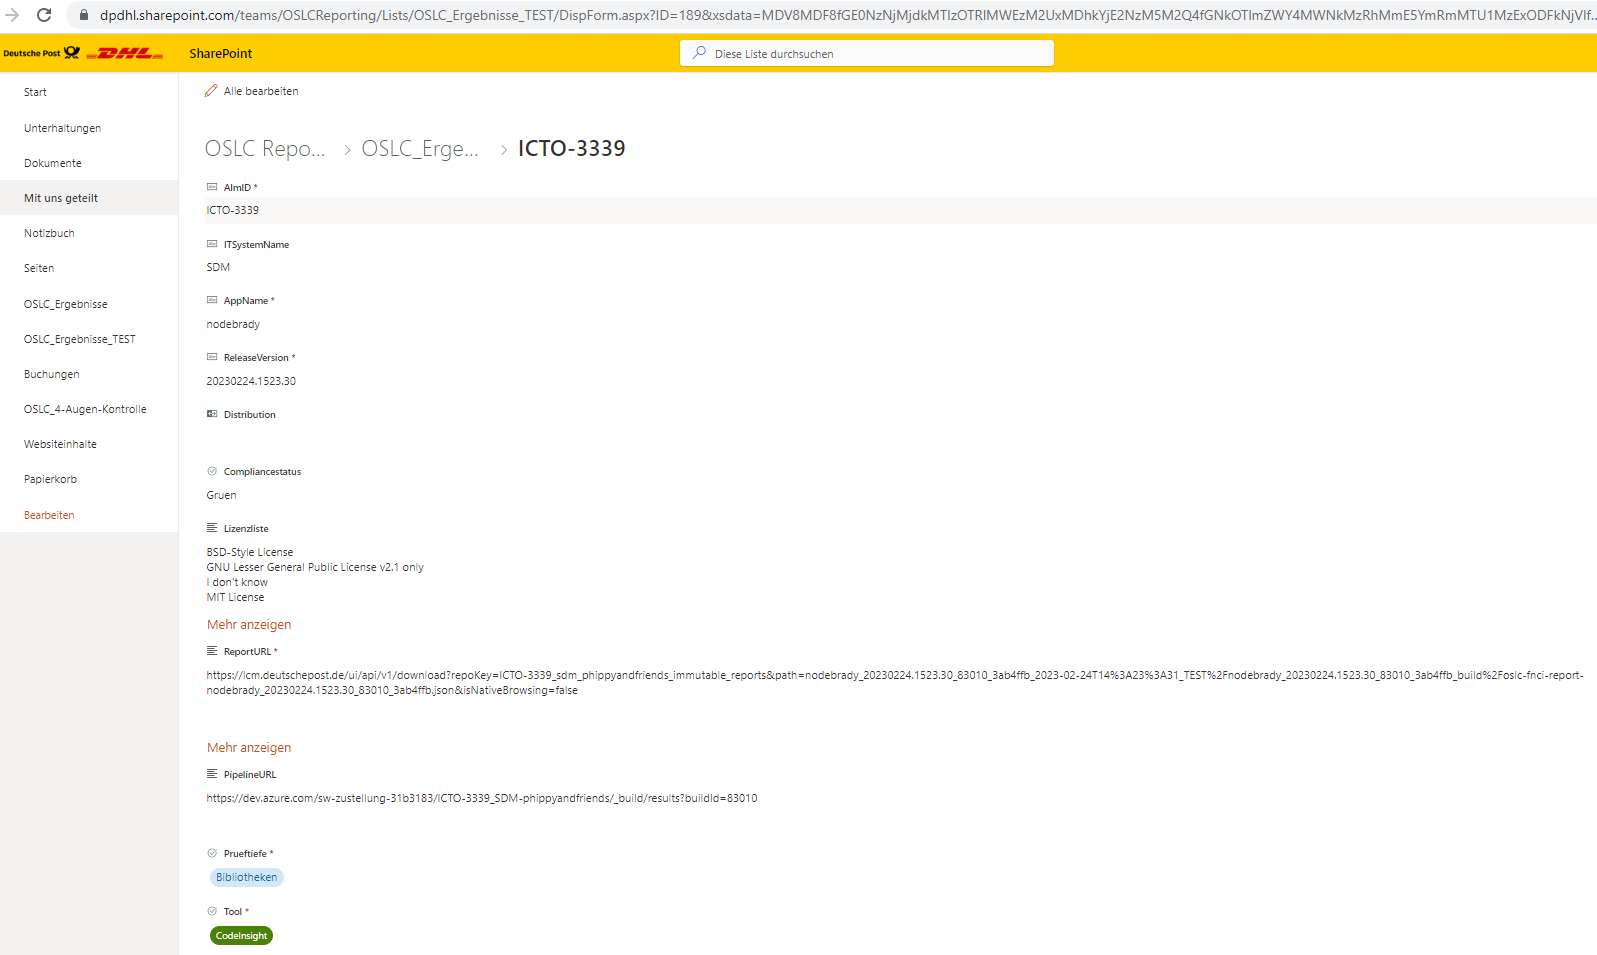 dpdhl.sharepoint.com/teams/OSLCReporting/Lists/OSLC_Ergebnisse_TEST/DispForm.aspx?ID=189&xsdata=MDV8MDF8fGE0NzNjMjdkMTIzOTRlMWEzM2UxMDhkYjE2NzM5M2Q4fGNkOTlmZWY4MWNkMzRhMmE5YmRmMTU1MzExODFkNjVlf...
Deutsche Post DHL
SharePoint
Diese Liste durchsuchen
Start
Unterhaltungen
Dokumente
Mit uns geteilt
Notizbuch
Seiten
OSLC_Ergebnisse
OSLC_Ergebnisse_TEST
Buchungen
OSLC_4-Augen-Kontrolle
Websiteinhalte
Papierkorb
Bearbeiten
Alle bearbeiten
OSLC Repo... > OSLC_Erge... > ICTO-3339
AlmID *
ICTO-3339
ITSystemName
SDM
AppName *
nodebrady
ReleaseVersion *
20230224.1523.30
Distribution
Compliancestatus
Gruen
Lizenzliste
BSD-Style License
GNU Lesser General Public License v2.1 only
I don't know
MIT License
Mehr anzeigen
ReportURL *
https://lcm.deutschepost.de/ui/api/v1/download?repoKey=ICTO-3339_sdm_phippyandfriends_immutable_reports&path=nodebrady_20230224.1523.30_83010_3ab4ffb_2023-02-24T14%3A23%3A31_TEST%2Fnodebrady_20230224.1523.30_83010_3ab4ffb_build%2Foslc-fnci-report-
nodebrady_20230224.1523.30_83010_3ab4ffb.json&isNativeBrowsing=false
Mehr anzeigen
PipelineURL
https://dev.azure.com/sw-zustellung-31b3183/ICTO-3339_SDM-phippyandfriends/_build/results?buildId=83010
Prueftiefe *
Bibliotheken
Tool *
CodeInsight